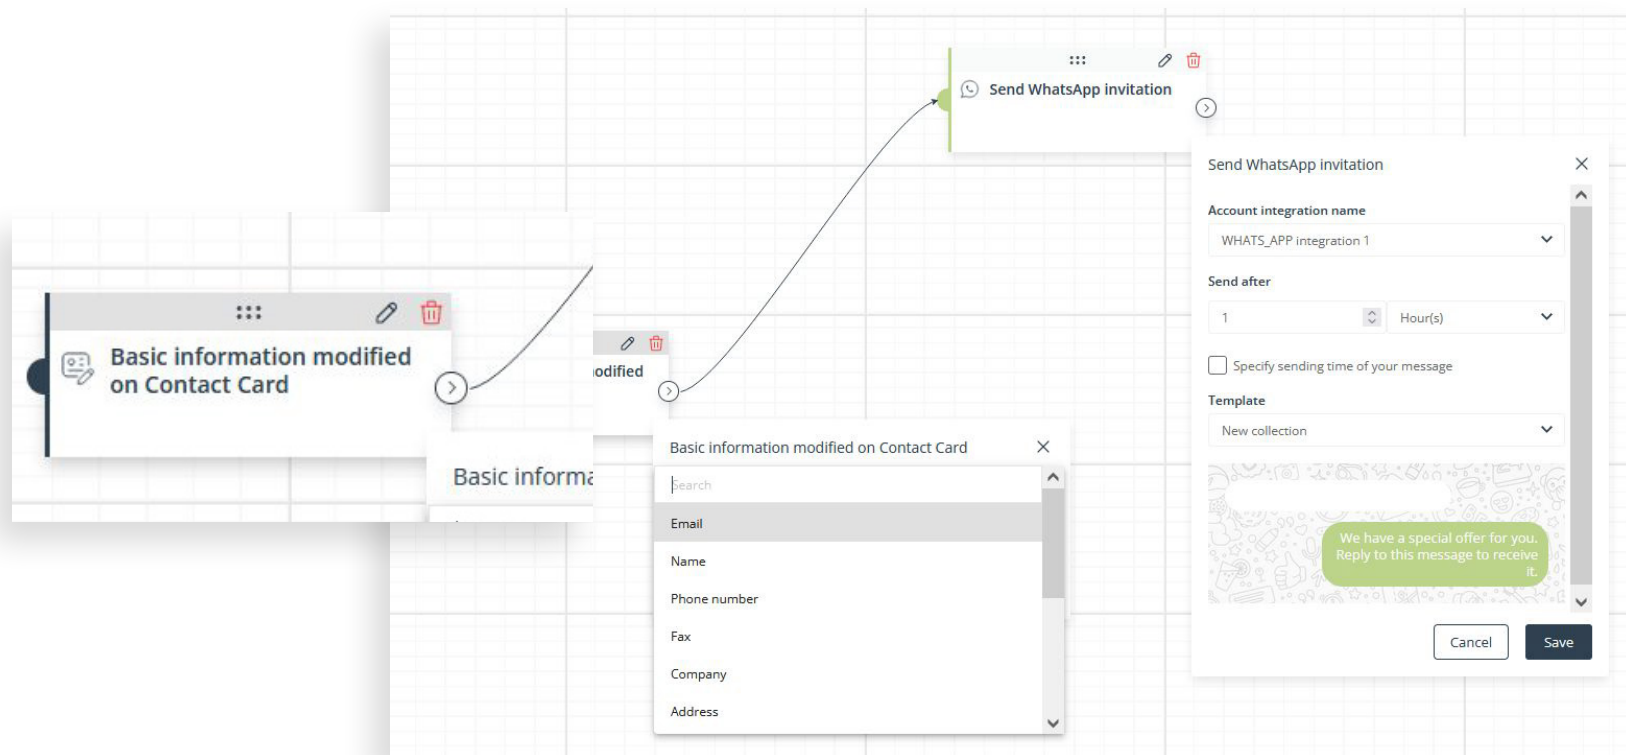 Send WhatsApp invitation
Send WhatsApp invitation
Account integration name
WHATS_APP integration 1
Send after
1
Hour(s)
Specify sending time of your message
Template
New collection
We have a special offer for you.
Reply to this message to receive
it.
Cancel
Save
Basic information modified
on Contact Card
Basic informa
odified
Basic information modified on Contact Card
Search
Email
Name
Phone number
Fax
Company
Address